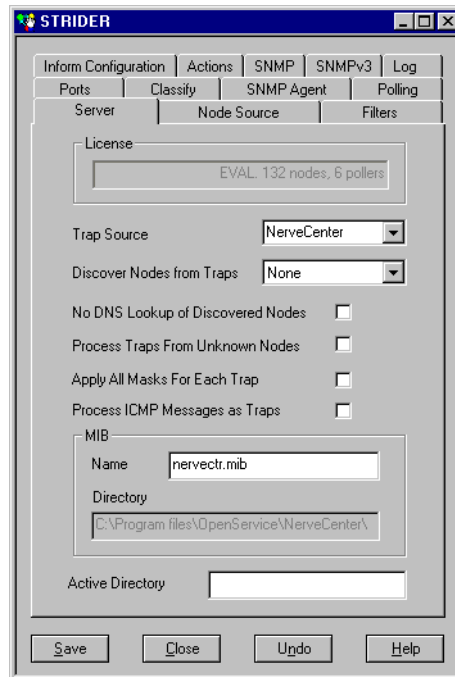 STRIDER
Inform Configuration Actions SNMP SNMPv3 Log
Ports Classify SNMP Agent Polling
Server Node Source Filters
License
EVAL. 132 nodes, 6 pollers
Trap Source NerveCenter
Discover Nodes from Traps None
No DNS Lookup of Discovered Nodes
Process Traps From Unknown Nodes
Apply All Masks For Each Trap
Process ICMP Messages as Traps
MIB
Name nervectr.mib
Directory
C:\Program files\OpenService\NerveCenter\
Active Directory
Save Close Undo Help